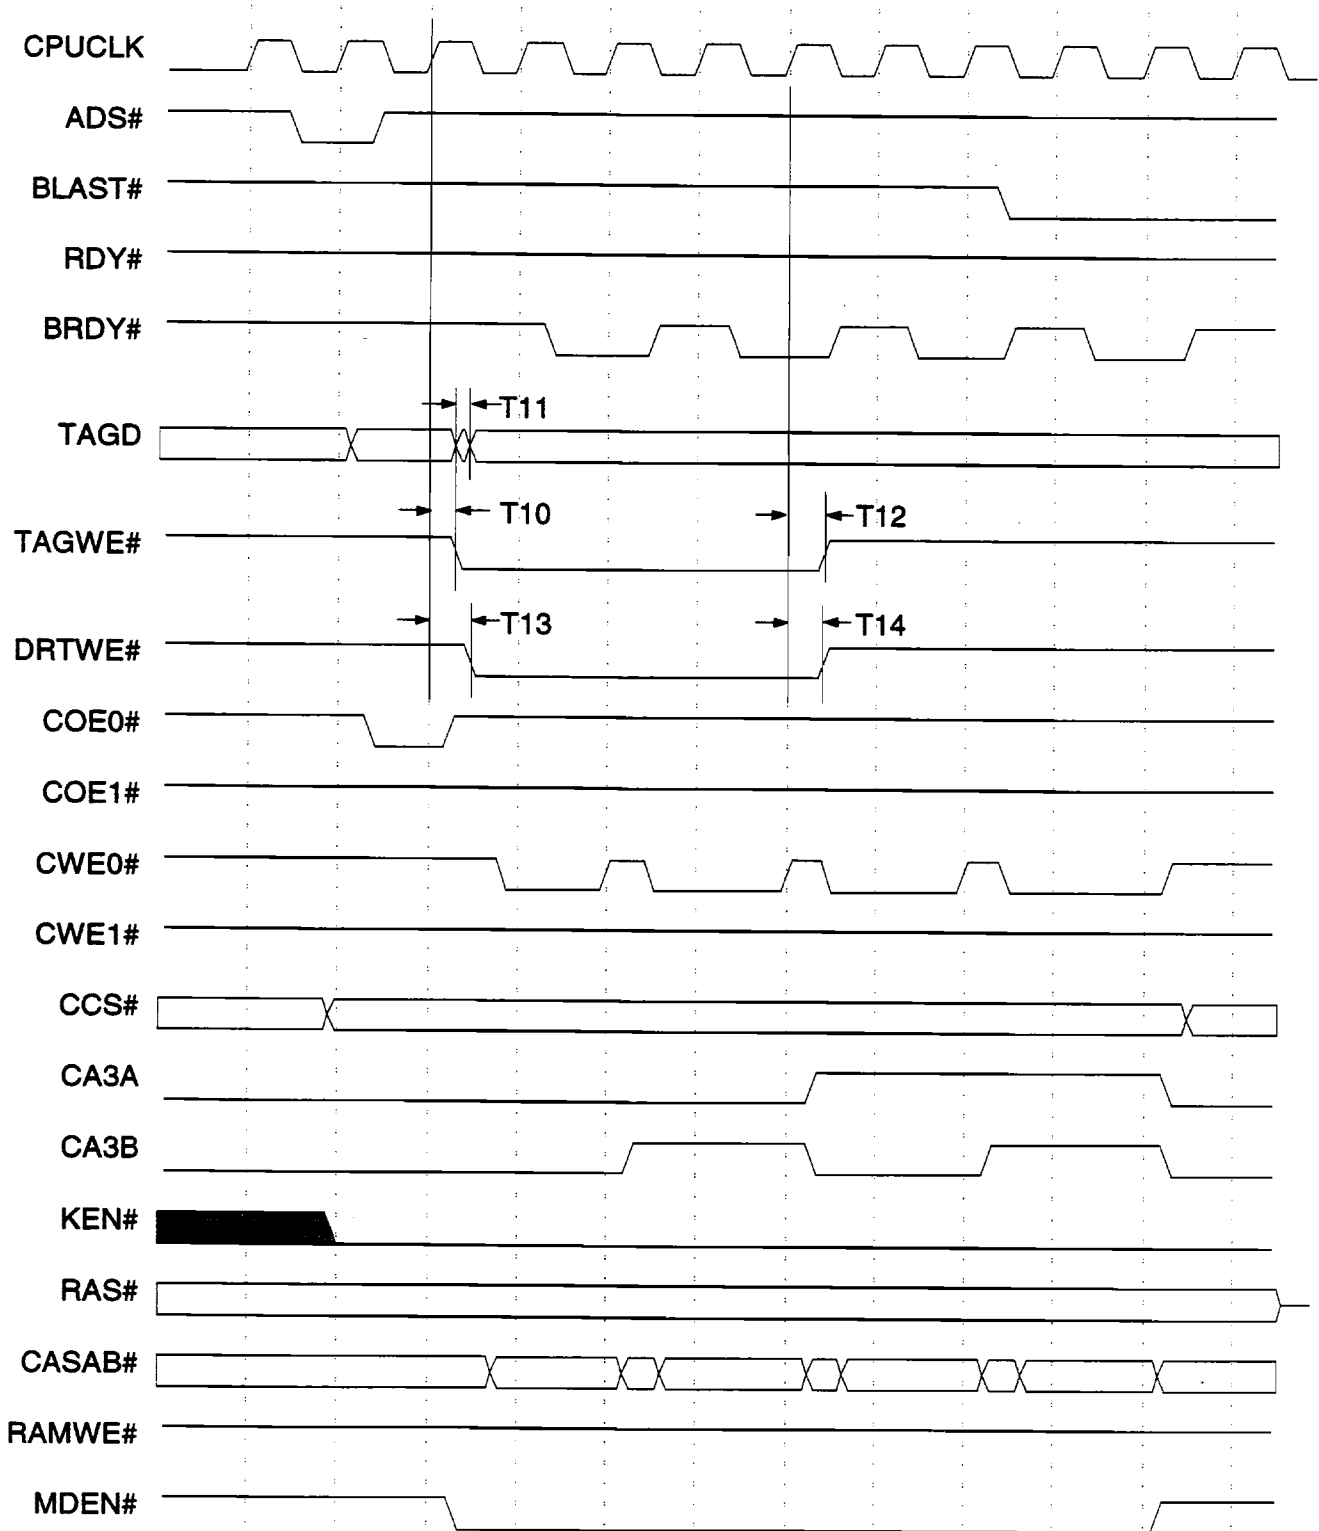 CPUCLK
ADS#
BLAST#
RDY#
BRDY#
T11
TAGD
T10
T12
TAGWE#
T13
T14
DRTWE#
COE0#
COE1#
CWE0#
CWE1#
CCS#
CA3A
CA3B
KEN#
RAS#
CASAB#
RAMWE#
MDEN#